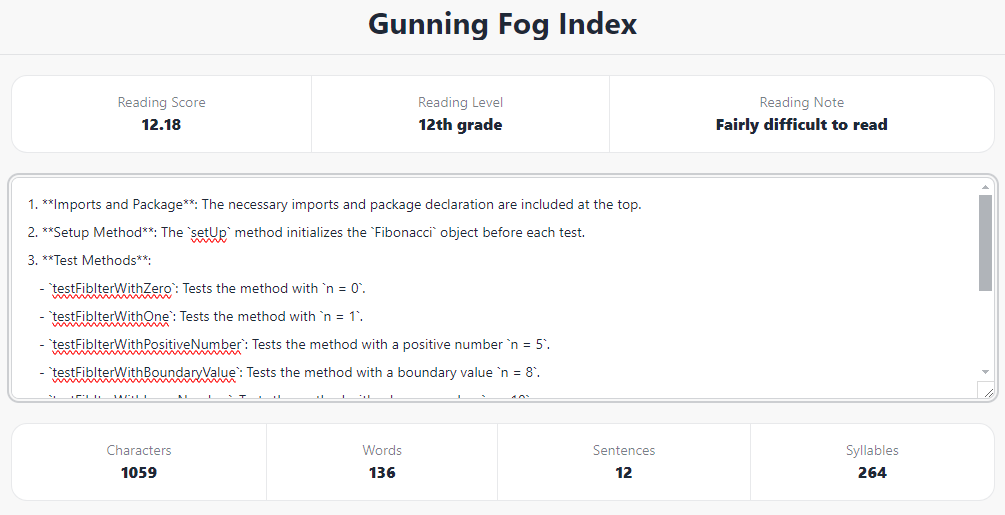 Gunning Fog Index
Reading Score
12.18
Reading Level
12th grade
Reading Note
Fairly difficult to read
1. **Imports and Package**: The necessary imports and package declaration are included at the top.
2. **Setup Method**: The `setUp` method initializes the `Fibonacci` object before each test.
3. **Test Methods**:
- `testFibIterWithZero`: Tests the method with `n = 0`.
- `testFibIterWithOne`: Tests the method with `n = 1`.
- `testFibIterWithPositiveNumber`: Tests the method with a positive number `n = 5`.
- `testFibIterWithBoundaryValue`: Tests the method with a boundary value `n = 8`.
Characters
1059
Words
136
Sentences
12
Syllables
264